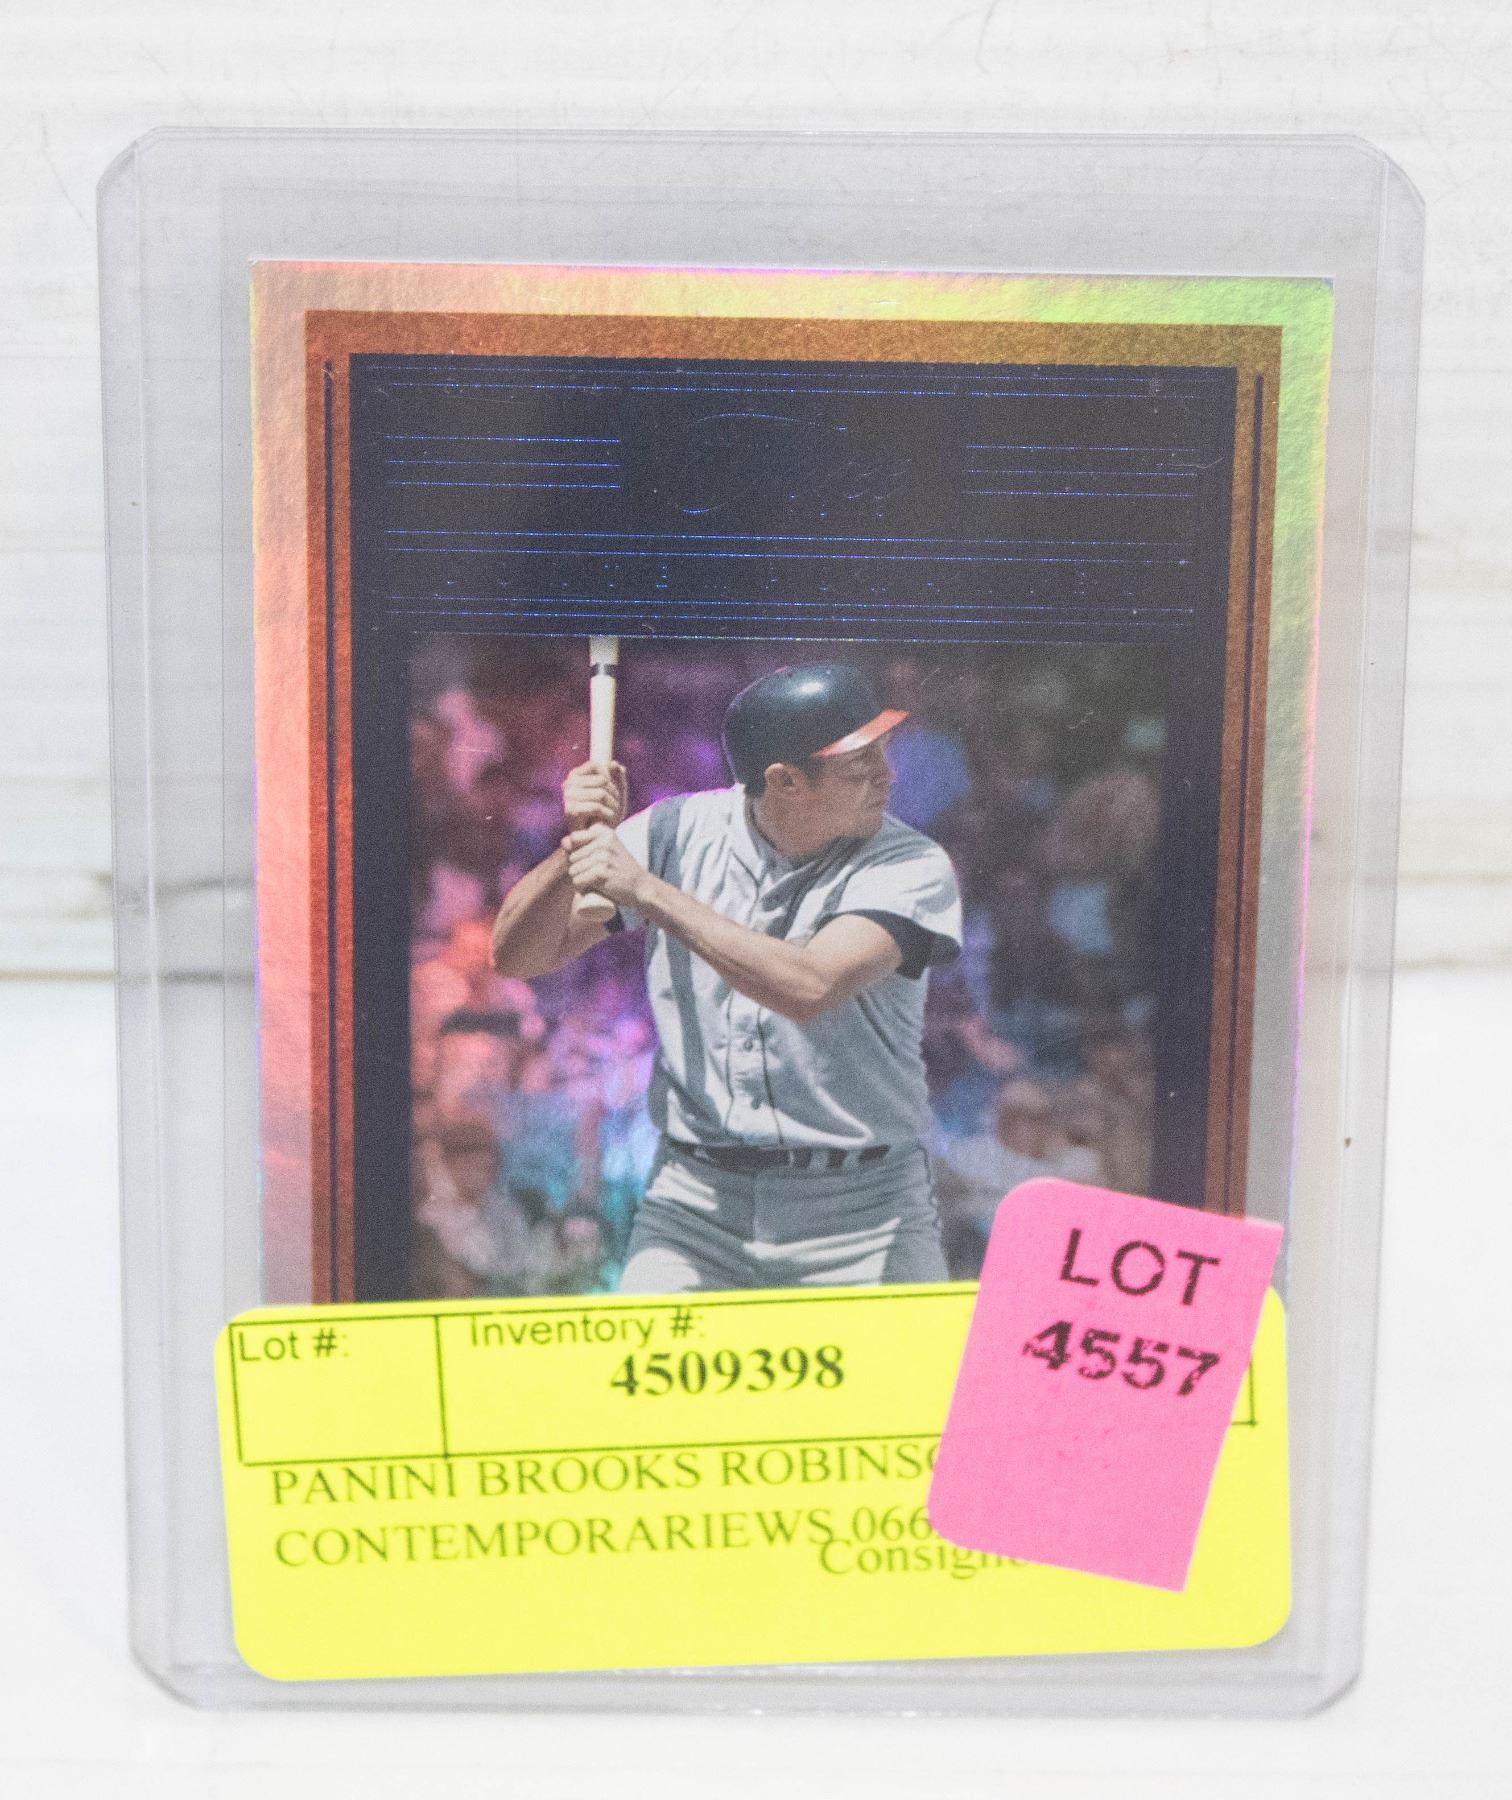 Lot #:
Inventory #:
4509398
LOT
4557
PANINI BROOKS ROBINSO
CONTEMPORARIEWS 066
Consign